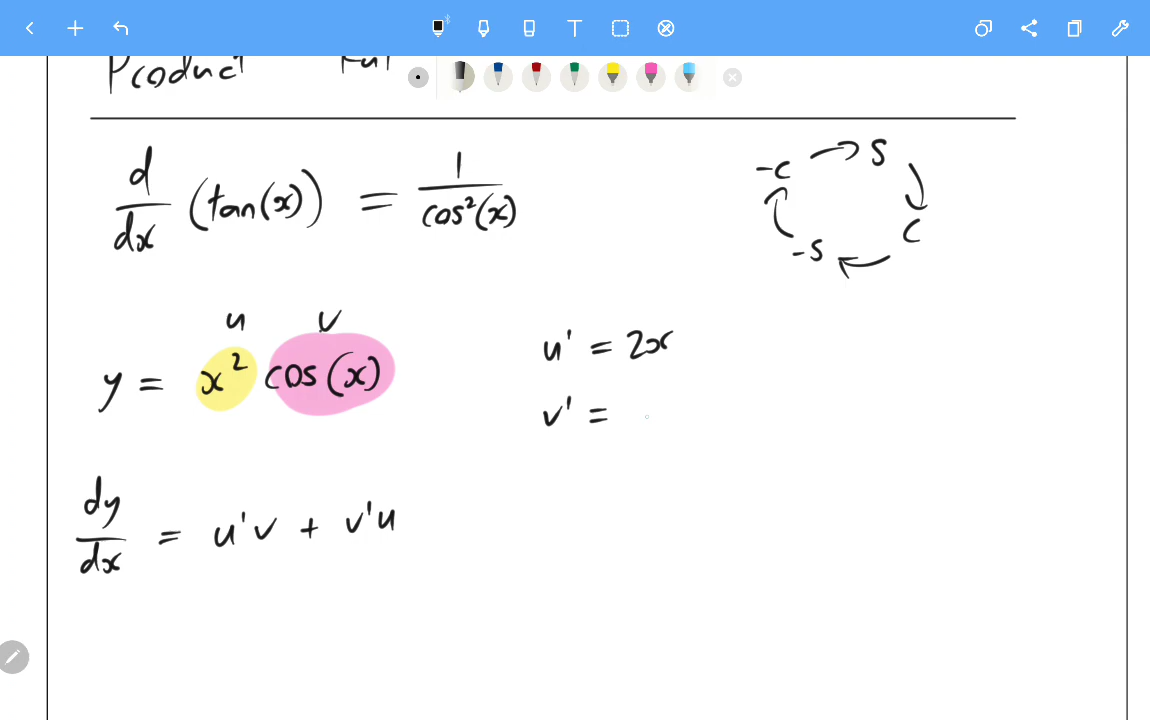 Product
d/dx (tan(x)) = 1/cos²(x)
-C S
-S C
u v
y = x² cos(x)
u' = 2x
v' =
dy/dx = u'v + v'u